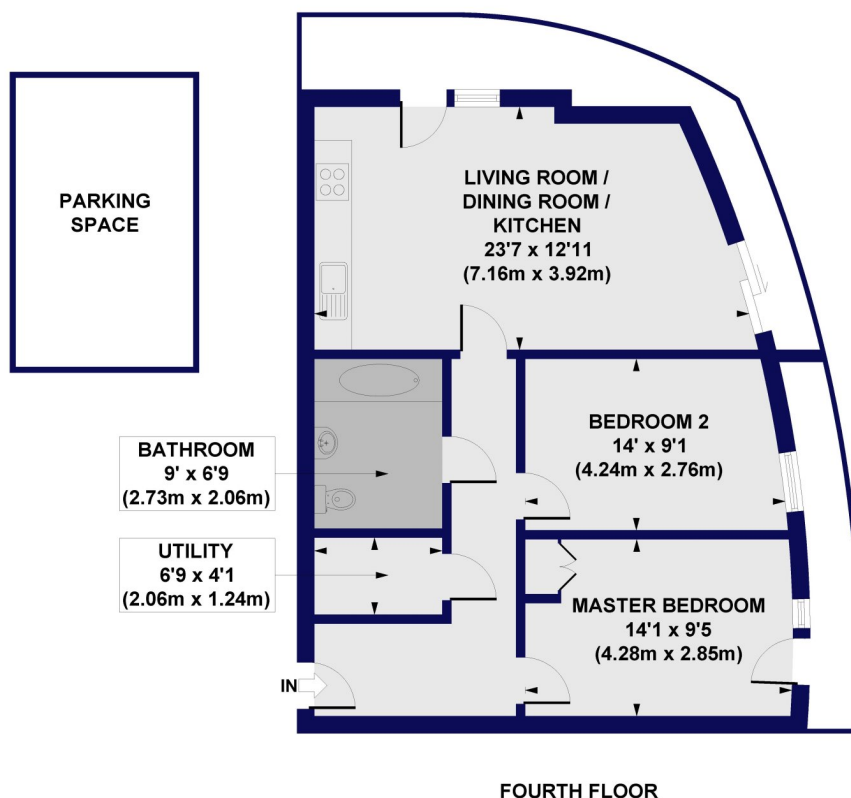 PARKING
SPACE
LIVING ROOM /
DINING ROOM /
KITCHEN
23'7 x 12'11
(7.16m x 3.92m)
BATHROOM
9' x 6'9
(2.73m x 2.06m)
BEDROOM 2
14' x 9'1
(4.24m x 2.76m)
UTILITY
6'9 x 4'1
(2.06m x 1.24m)
MASTER BEDROOM
14'1 x 9'5
(4.28m x 2.85m)
IN
FOURTH FLOOR